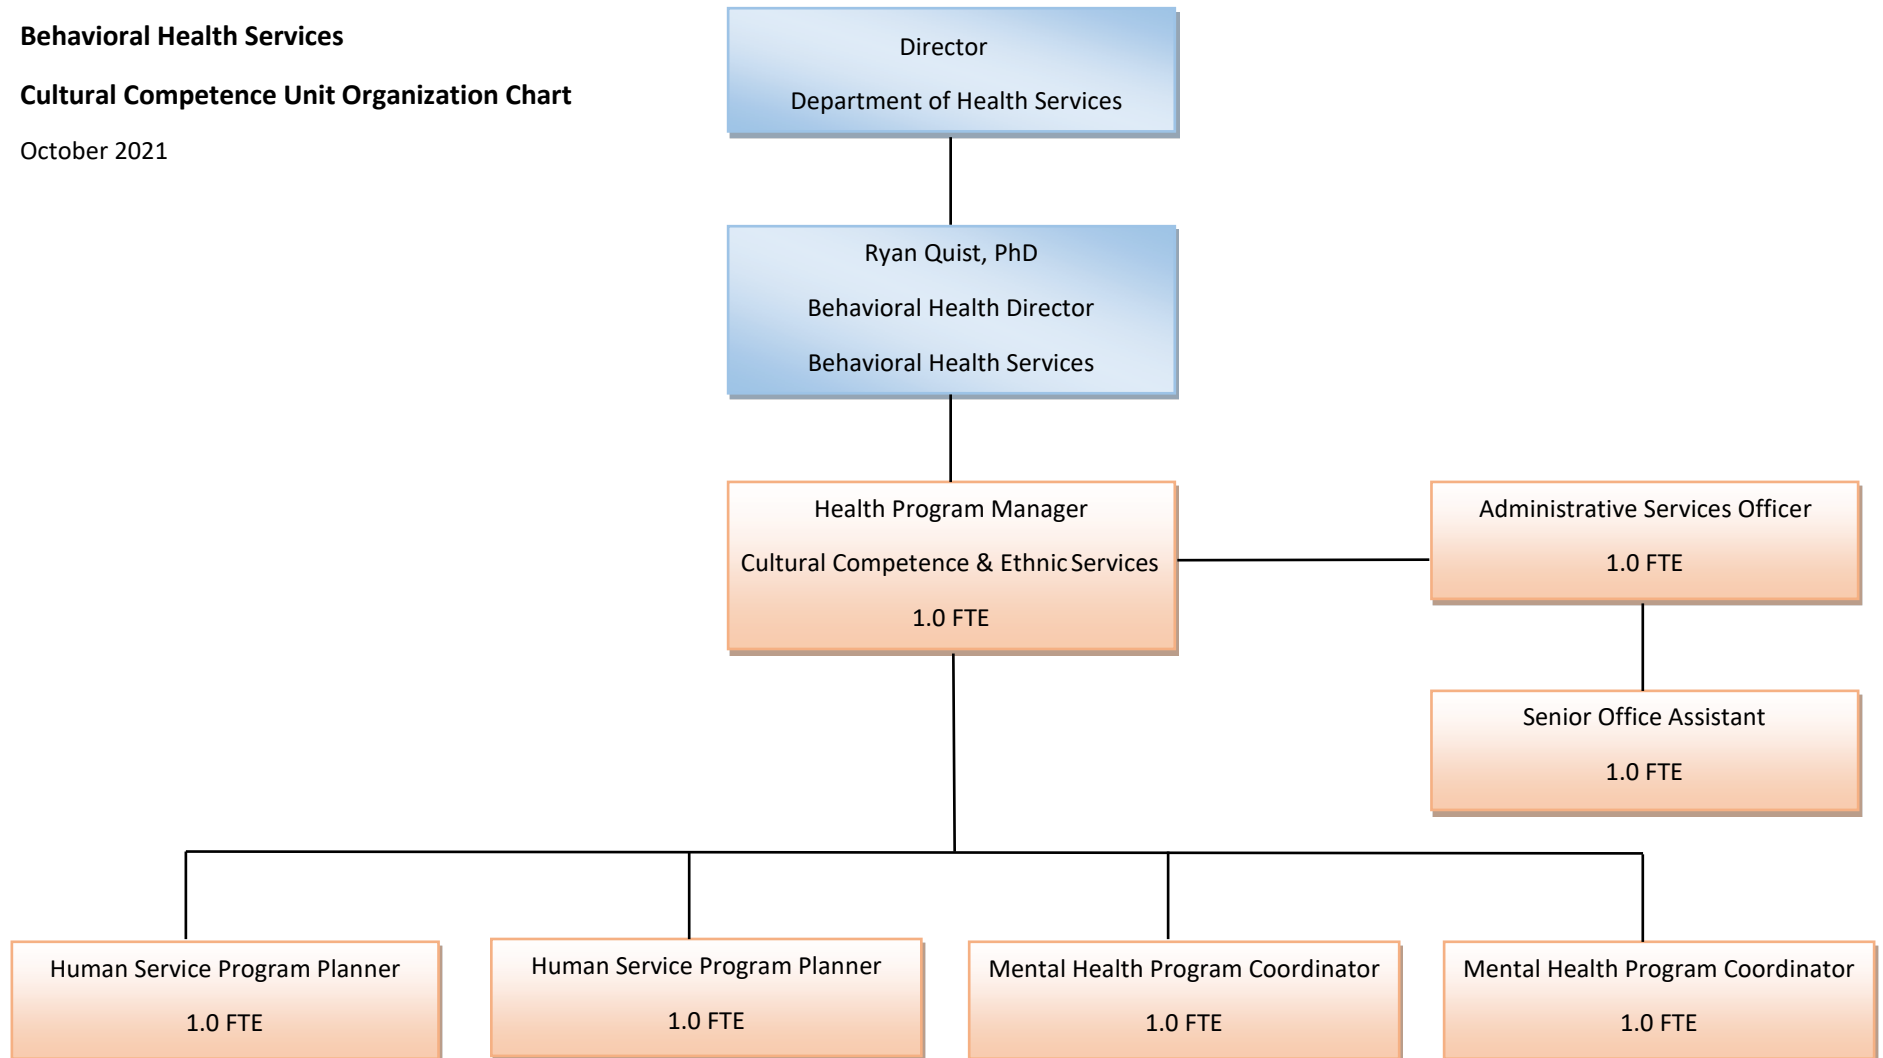 Behavioral Health Services
Cultural Competence Unit Organization Chart
October 2021
Director
Department of Health Services
Ryan Quist, PhD
Behavioral Health Director
Behavioral Health Services
Health Program Manager
Cultural Competence & Ethnic Services
1.0 FTE
Administrative Services Officer
1.0 FTE
Senior Office Assistant
1.0 FTE
Human Service Program Planner
1.0 FTE
Human Service Program Planner
1.0 FTE
Mental Health Program Coordinator
1.0 FTE
Mental Health Program Coordinator
1.0 FTE